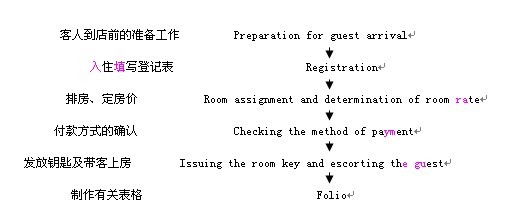 客人到店前的准备工作 Preparation for guest arrival
入住填写登记表 Registration
排房、定房价 Room assignment and determination of room rate
付款方式的确认 Checking the method of payment
发放钥匙及带客上房 Issuing the room key and escorting the guest
制作有关表格 Folio